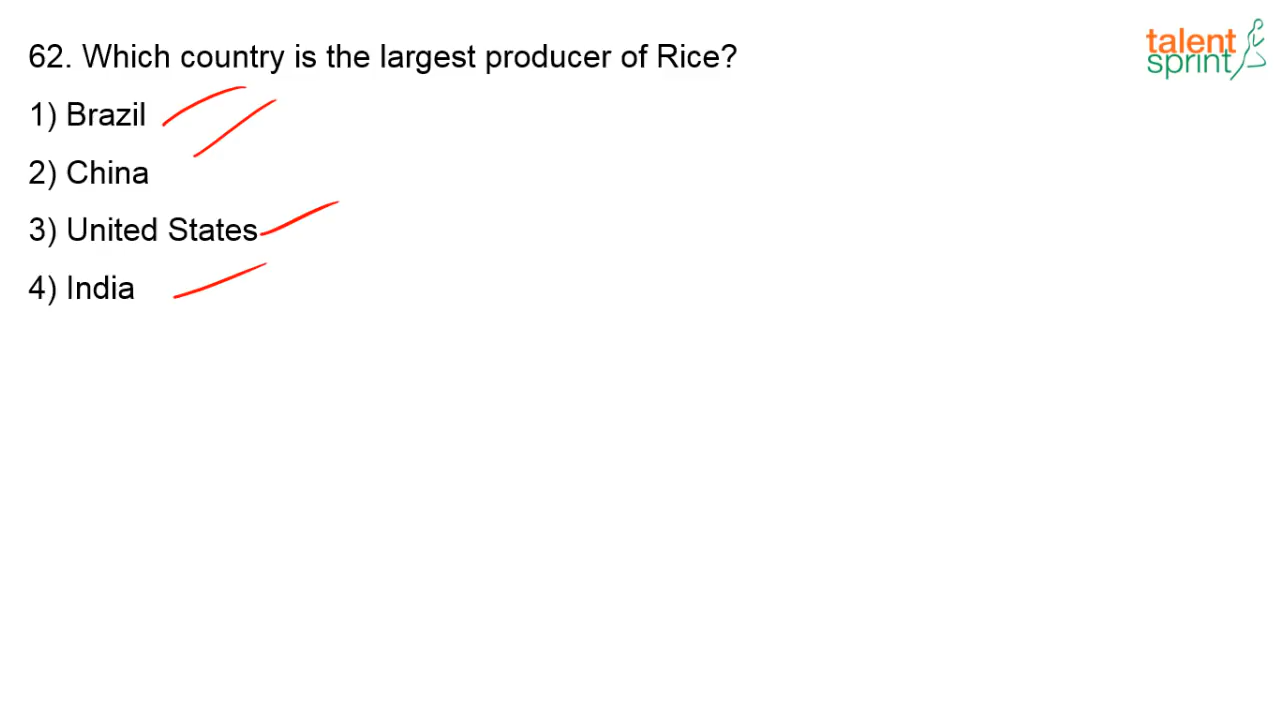 62. Which country is the largest producer of Rice?
1) Brazil
2) China
3) United States
4) India
talent
sprint